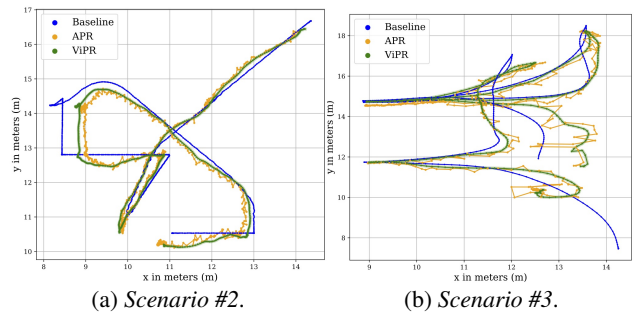 17
16
15
14
13
12
11
10
y in meters (m)
Baseline
APR
ViPR
8 9 10 11 12 13 14
x in meters (m)
(a) Scenario #2.
18
16
14
12
10
8
y in meters (m)
Baseline
APR
ViPR
9 10 11 12 13 14 15
x in meters (m)
(b) Scenario #3.